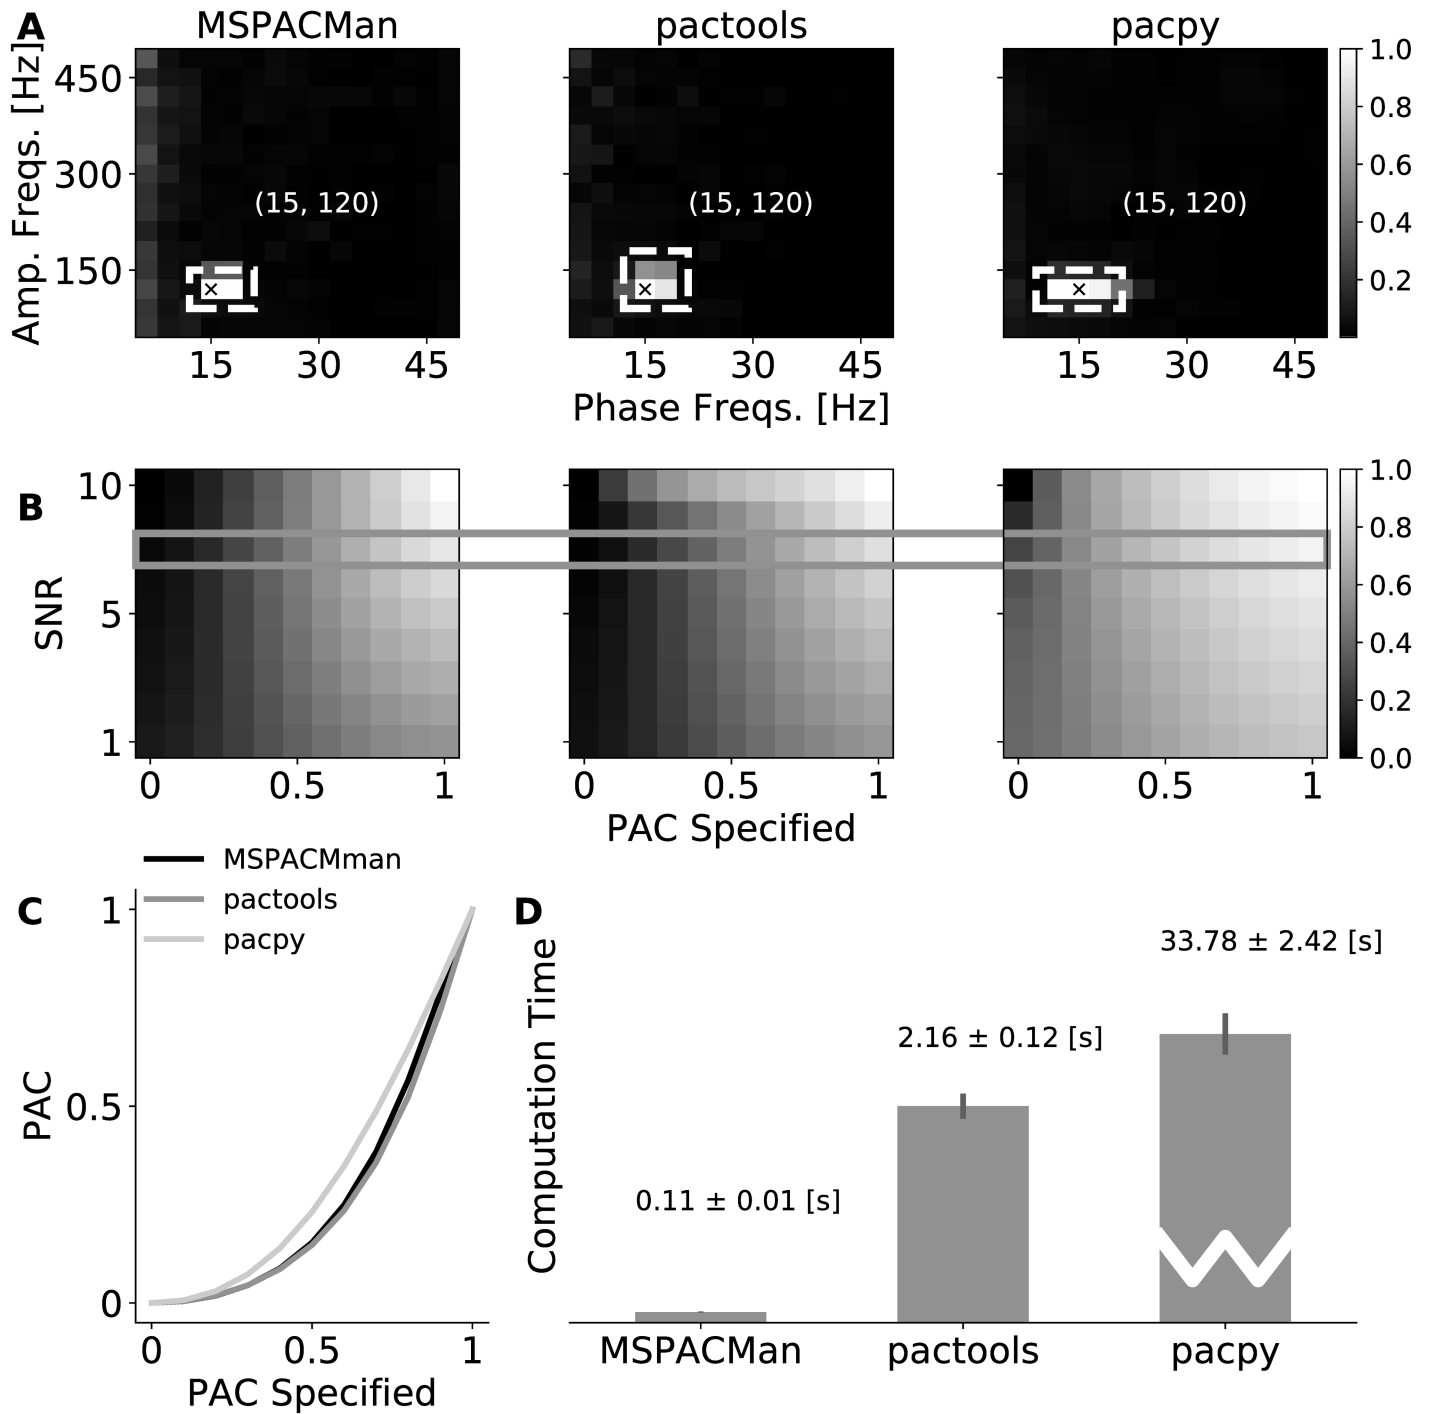 A
MSPACMan
pactools
pacpy
Amp. Freqs. [Hz]
450
300
150
(15, 120)
(15, 120)
(15, 120)
1.0
0.8
0.6
0.4
0.2
15
30
45
15
30
45
15
30
45
Phase Freqs. [Hz]
B
SNR
10
5
1
1.0
0.8
0.6
0.4
0.2
0.0
0
0.5
1
0
0.5
1
0
0.5
1
PAC Specified
C
MSPACMman
pactools
pacpy
PAC
1
0.5
0
0
0.5
1
PAC Specified
D
Computation Time
0.11 ± 0.01 [s]
2.16 ± 0.12 [s]
33.78 ± 2.42 [s]
MSPACMan
pactools
pacpy